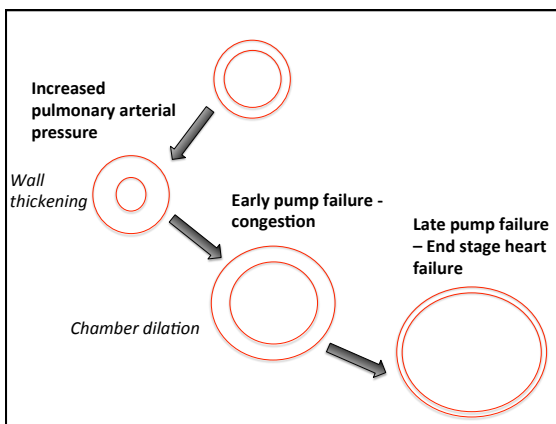 Increased
pulmonary arterial
pressure
Wall
thickening
Early pump failure -
congestion
Late pump failure
– End stage heart
failure
Chamber dilation